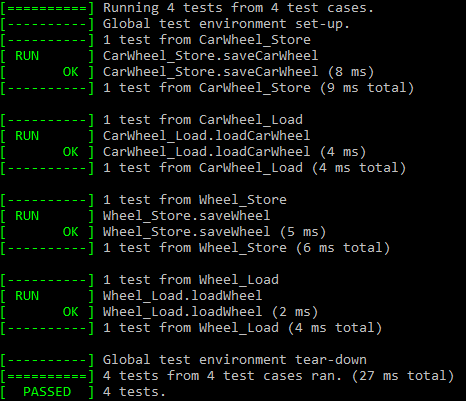 [==========] Running 4 tests from 4 test cases.
[----------] Global test environment set-up.
[----------] 1 test from CarWheel_Store
[ RUN      ] CarWheel_Store.saveCarWheel
[       OK ] CarWheel_Store.saveCarWheel (8 ms)
[----------] 1 test from CarWheel_Store (9 ms total)

[----------] 1 test from CarWheel_Load
[ RUN      ] CarWheel_Load.loadCarWheel
[       OK ] CarWheel_Load.loadCarWheel (4 ms)
[----------] 1 test from CarWheel_Load (4 ms total)

[----------] 1 test from Wheel_Store
[ RUN      ] Wheel_Store.saveWheel
[       OK ] Wheel_Store.saveWheel (5 ms)
[----------] 1 test from Wheel_Store (6 ms total)

[----------] 1 test from Wheel_Load
[ RUN      ] Wheel_Load.loadWheel
[       OK ] Wheel_Load.loadWheel (2 ms)
[----------] 1 test from Wheel_Load (4 ms total)

[----------] Global test environment tear-down
[==========] 4 tests from 4 test cases ran. (27 ms total)
[  PASSED  ] 4 tests.